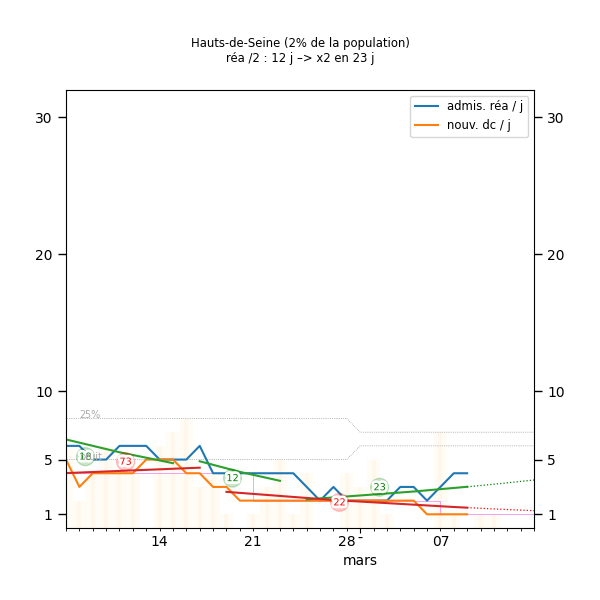 Hauts-de-Seine (2% de la population)
réa /2 : 12 j –> x2 en 23 j
admis. réa / j
nouv. dc / j
30 30
20 20
10 10
25%
5 5
18 73 12 23 22
1 1
14 21 28 07
mars